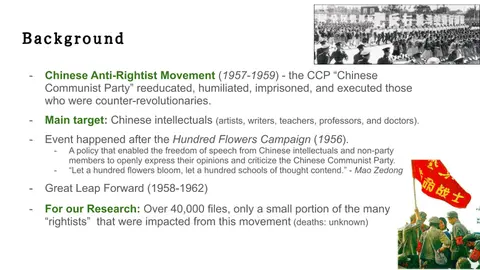 Background
- Chinese Anti-Rightist Movement (1957-1959) - the CCP “Chinese
Communist Party” reeducated, humiliated, imprisoned, and executed those
who were counter-revolutionaries.
- Main target: Chinese intellectuals (artists, writers, teachers, professors, and doctors).
- Event happened after the Hundred Flowers Campaign (1956).
- A policy that enabled the freedom of speech from Chinese intellectuals and non-party
members to openly express their opinions and criticize the Chinese Communist Party.
- “Let a hundred flowers bloom, let a hundred schools of thought contend.” - Mao Zedong
- Great Leap Forward (1958-1962)
- For our Research: Over 40,000 files, only a small portion of the many
“rightists” that were impacted from this movement (deaths: unknown)